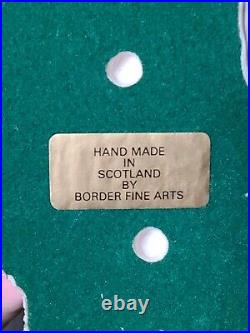 HAND MADE
IN
SCOTLAND
BY
BORDER FINE ARTS